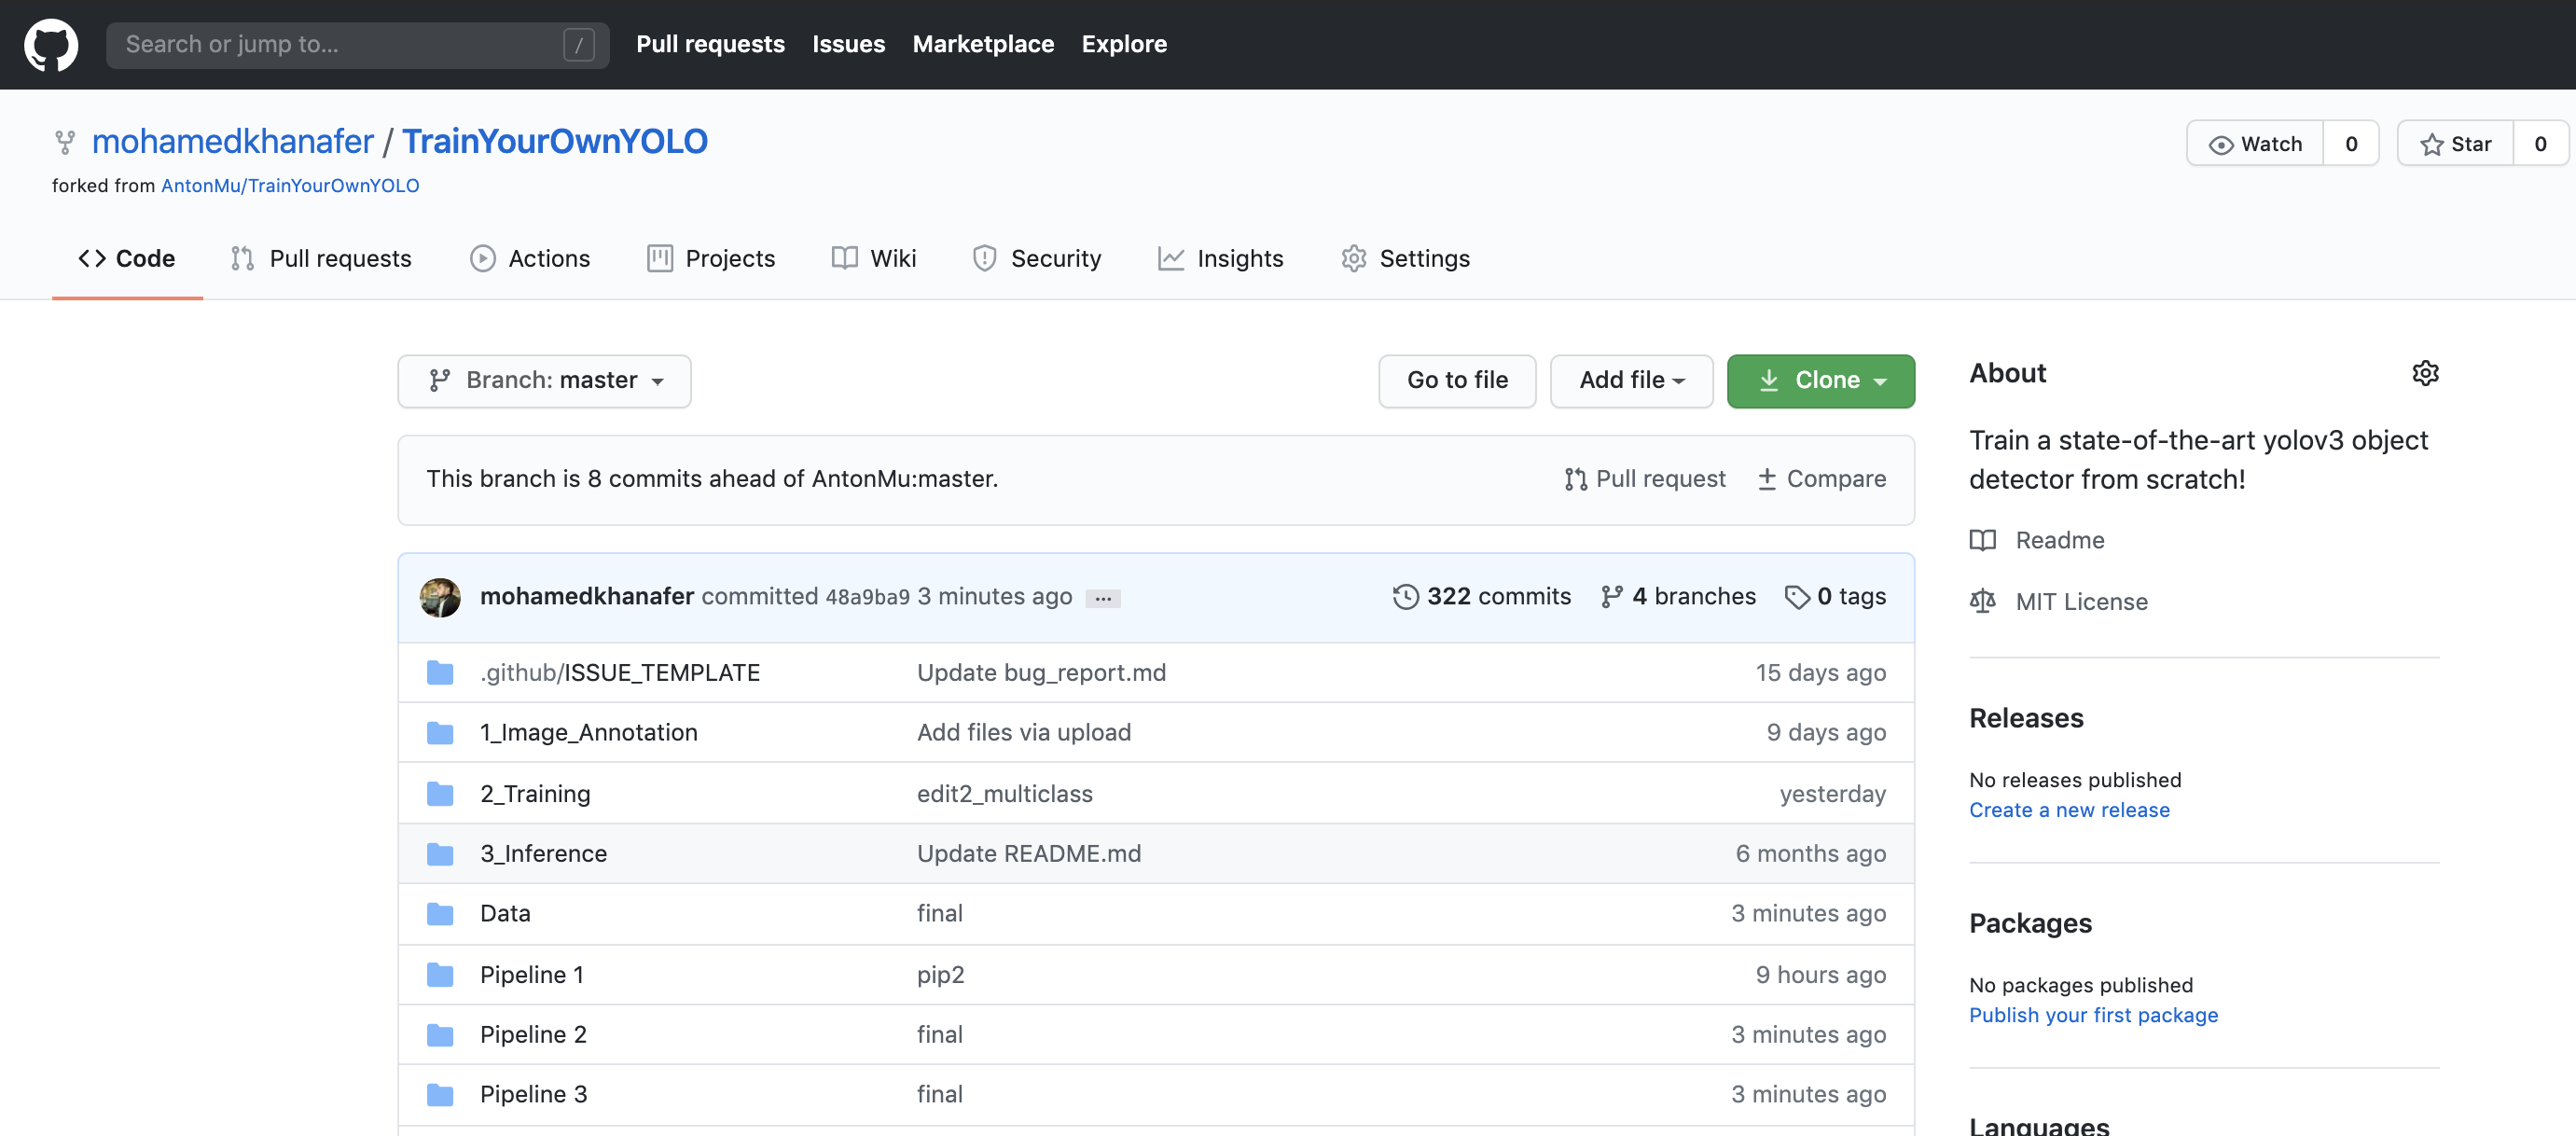 Search or jump to... /
Pull requests Issues Marketplace Explore
mohamedkhanafer / TrainYourOwnYOLO
forked from AntonMu/TrainYourOwnYOLO
Watch 0 Star 0
Code Pull requests Actions Projects Wiki Security Insights Settings
Branch: master Go to file Add file Clone
This branch is 8 commits ahead of AntonMu:master. Pull request Compare
mohamedkhanafer committed 48a9ba9 3 minutes ago ... 322 commits 4 branches 0 tags
.github/ISSUE_TEMPLATE Update bug_report.md 15 days ago
1_Image_Annotation Add files via upload 9 days ago
2_Training edit2_multiclass yesterday
3_Inference Update README.md 6 months ago
Data final 3 minutes ago
Pipeline 1 pip2 9 hours ago
Pipeline 2 final 3 minutes ago
Pipeline 3 final 3 minutes ago
About
Train a state-of-the-art yolov3 object
detector from scratch!
Readme
MIT License
Releases
No releases published
Create a new release
Packages
No packages published
Publish your first package
Languages